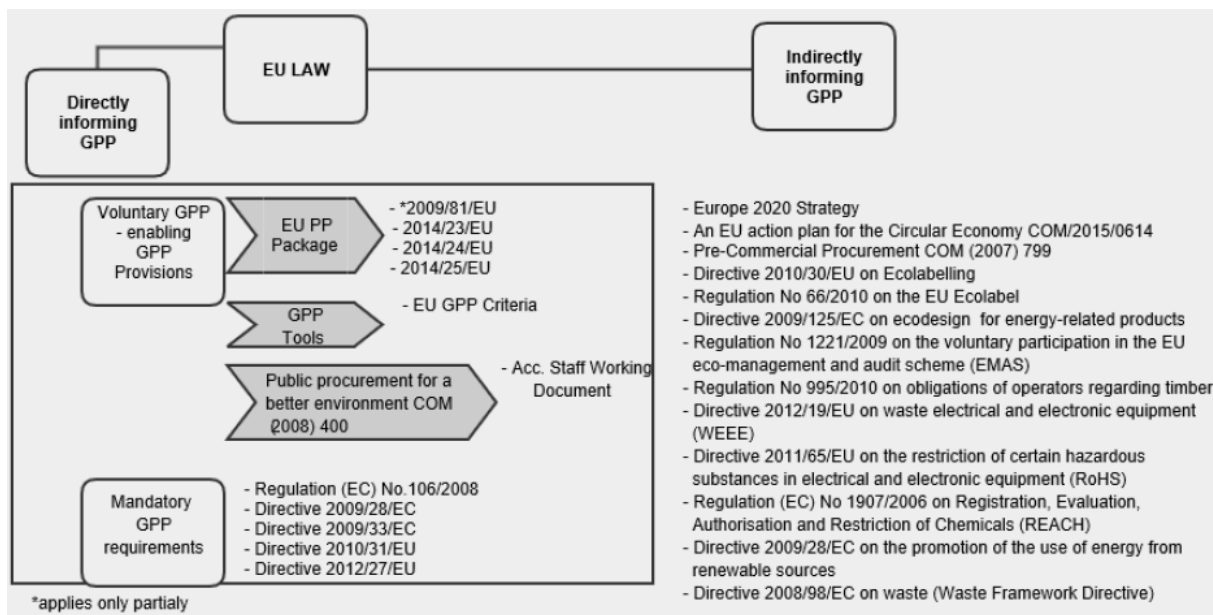 EU LAW
Directly
informing
GPP
Indirectly
informing
GPP
Voluntary GPP
- enabling
GPP
Provisions
EU PP
Package
- *2009/81/EU
- 2014/23/EU
- 2014/24/EU
- 2014/25/EU
GPP
Tools
- EU GPP Criteria
Public procurement for a
better environment COM
(2008) 400
- Acc. Staff Working
Document
Mandatory
GPP
requirements
- Regulation (EC) No.106/2008
- Directive 2009/28/EC
- Directive 2009/33/EC
- Directive 2010/31/EU
- Directive 2012/27/EU
*applies only partialy
- Europe 2020 Strategy
- An EU action plan for the Circular Economy COM/2015/0614
- Pre-Commercial Procurement COM (2007) 799
- Directive 2010/30/EU on Ecolabelling
- Regulation No 66/2010 on the EU Ecolabel
- Directive 2009/125/EC on ecodesign for energy-related products
- Regulation No 1221/2009 on the voluntary participation in the EU
eco-management and audit scheme (EMAS)
- Regulation No 995/2010 on obligations of operators regarding timber
- Directive 2012/19/EU on waste electrical and electronic equipment
(WEEE)
- Directive 2011/65/EU on the restriction of certain hazardous
substances in electrical and electronic equipment (RoHS)
- Regulation (EC) No 1907/2006 on Registration, Evaluation,
Authorisation and Restriction of Chemicals (REACH)
- Directive 2009/28/EC on the promotion of the use of energy from
renewable sources
- Directive 2008/98/EC on waste (Waste Framework Directive)